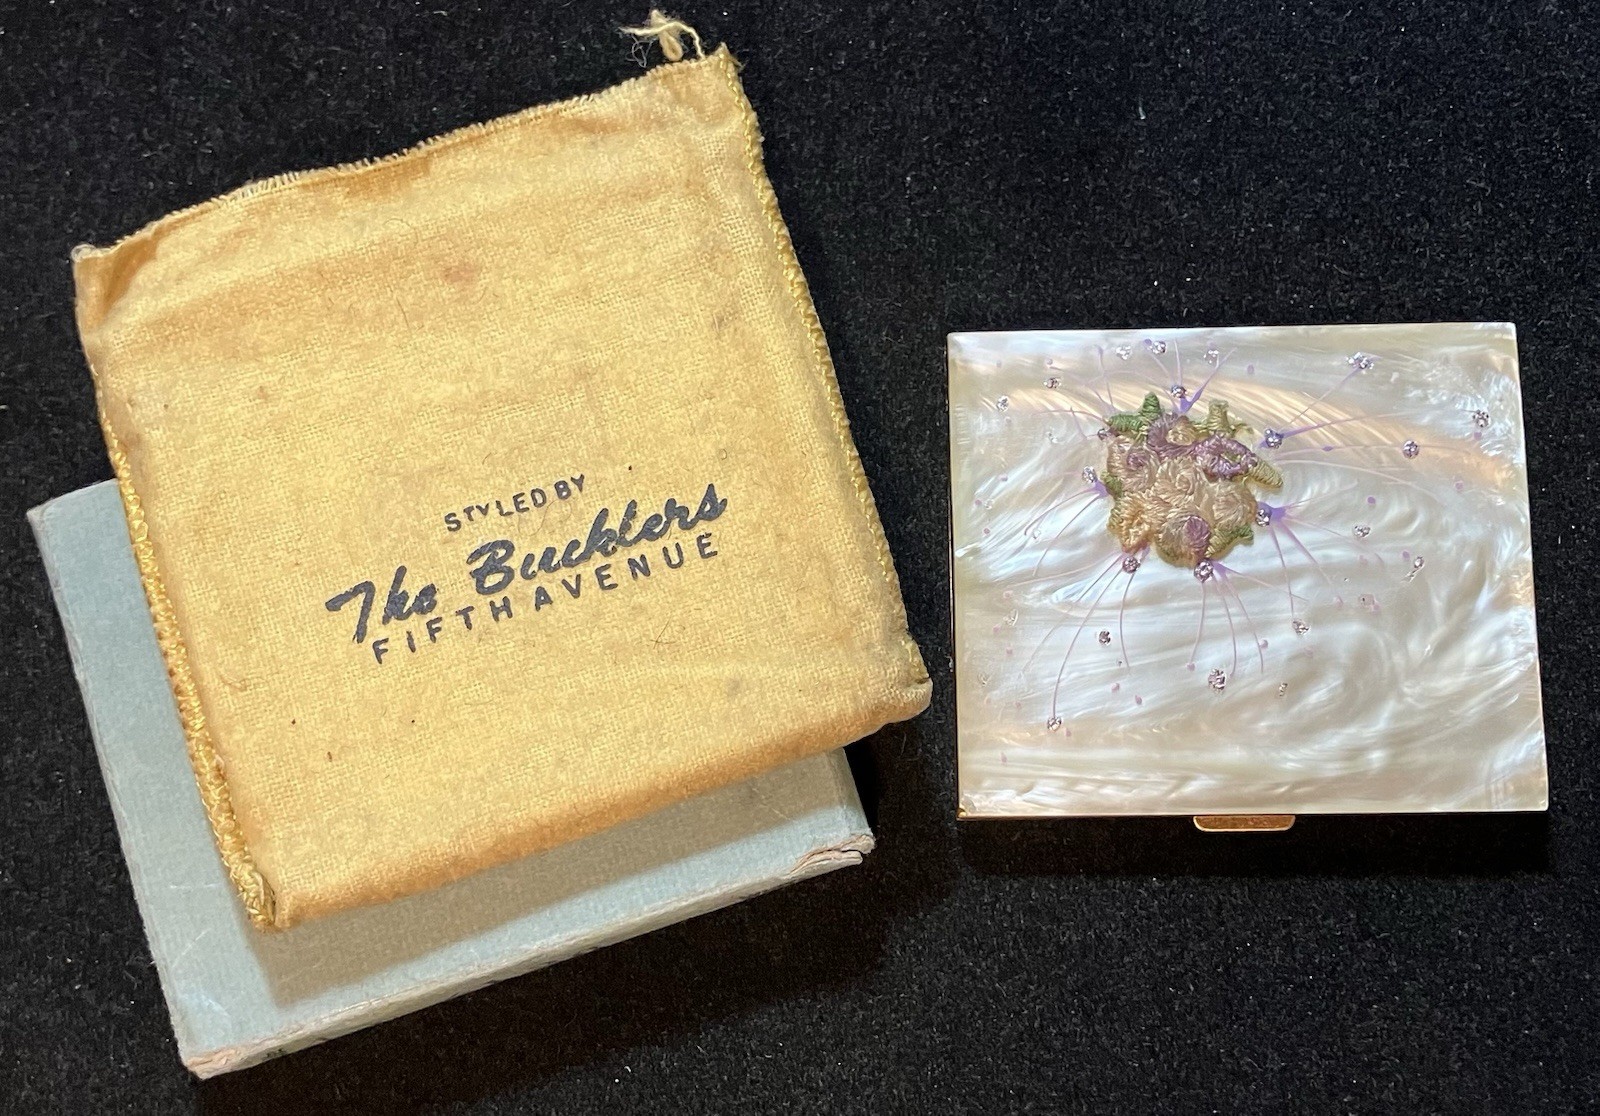 STYLED BY
The Bucklers
FIFTH AVENUE